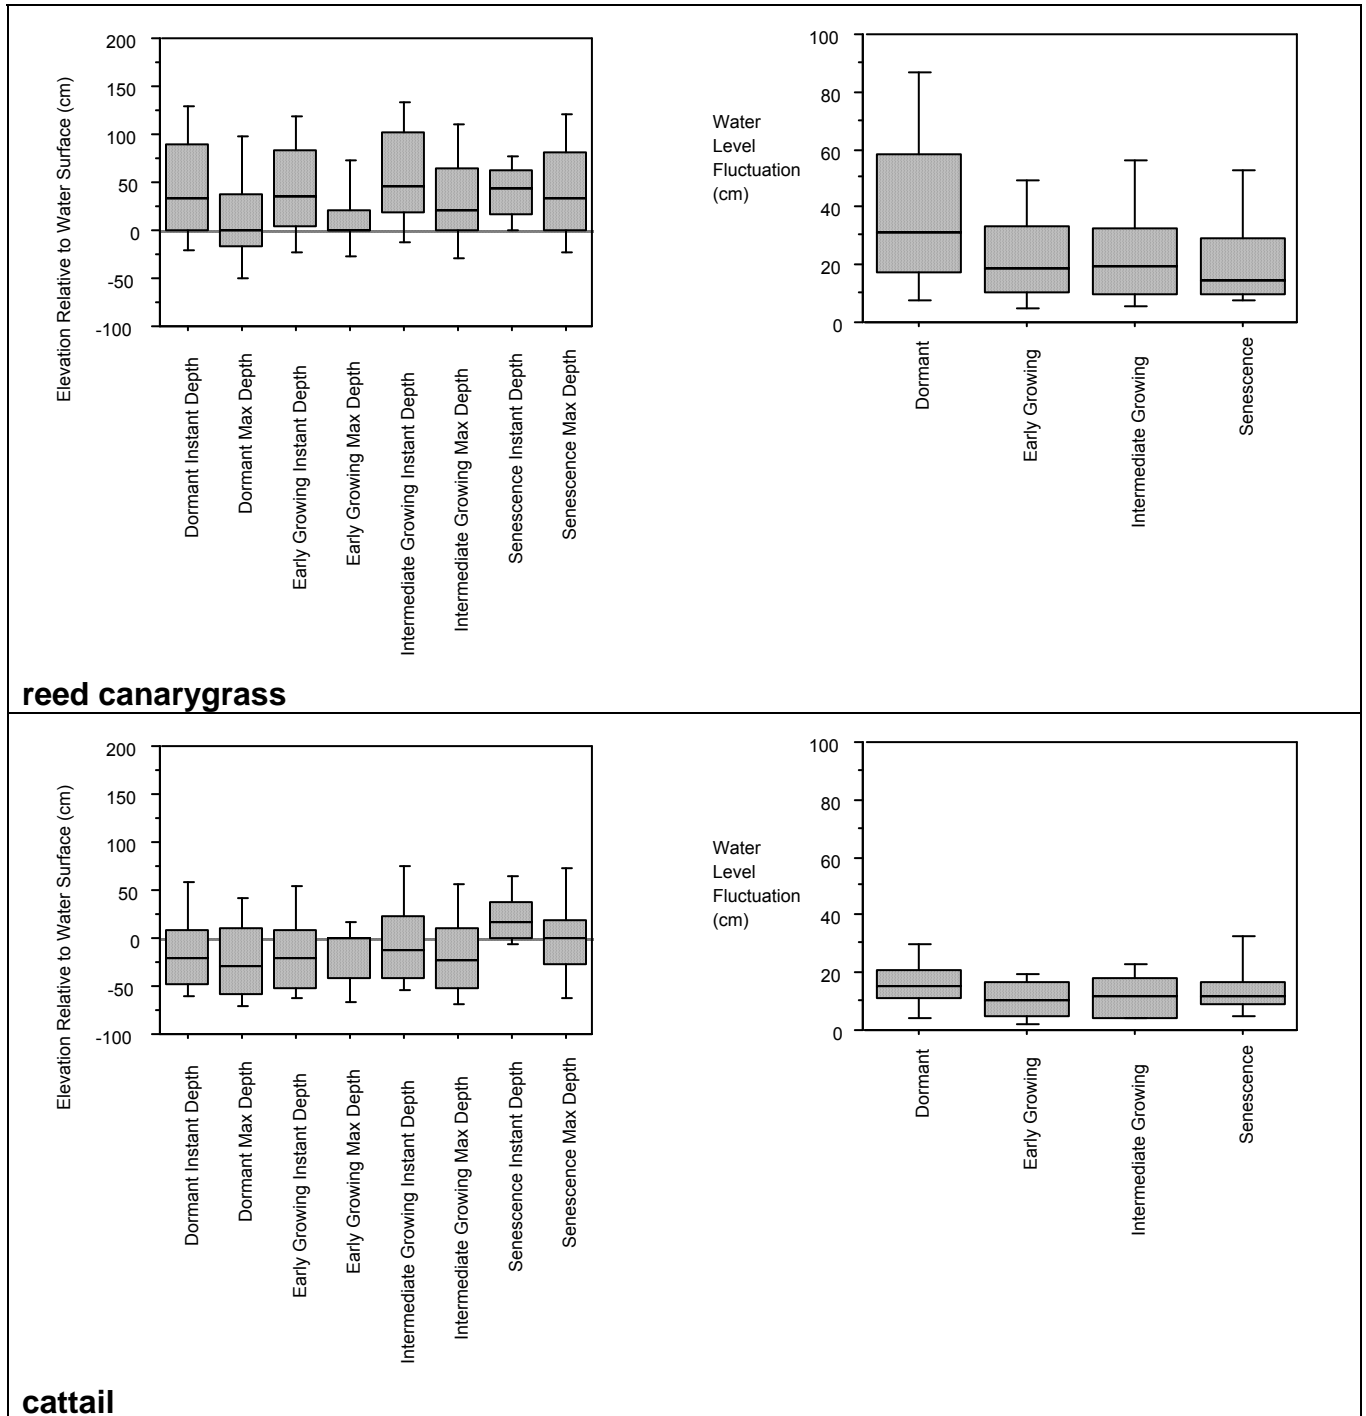 Elevation Relative to Water Surface (cm)
200
150
100
50
0
-50
-100
Dormant Instant Depth
Dormant Max Depth
Early Growing Instant Depth
Early Growing Max Depth
Intermediate Growing Instant Depth
Intermediate Growing Max Depth
Senescence Instant Depth
Senescence Max Depth
Water
Level
Fluctuation
(cm)
100
80
60
40
20
0
Dormant
Early Growing
Intermediate Growing
Senescence
reed canarygrass
Elevation Relative to Water Surface (cm)
200
150
100
50
0
-50
-100
Dormant Instant Depth
Dormant Max Depth
Early Growing Instant Depth
Early Growing Max Depth
Intermediate Growing Instant Depth
Intermediate Growing Max Depth
Senescence Instant Depth
Senescence Max Depth
Water
Level
Fluctuation
(cm)
100
80
60
40
20
0
Dormant
Early Growing
Intermediate Growing
Senescence
cattail